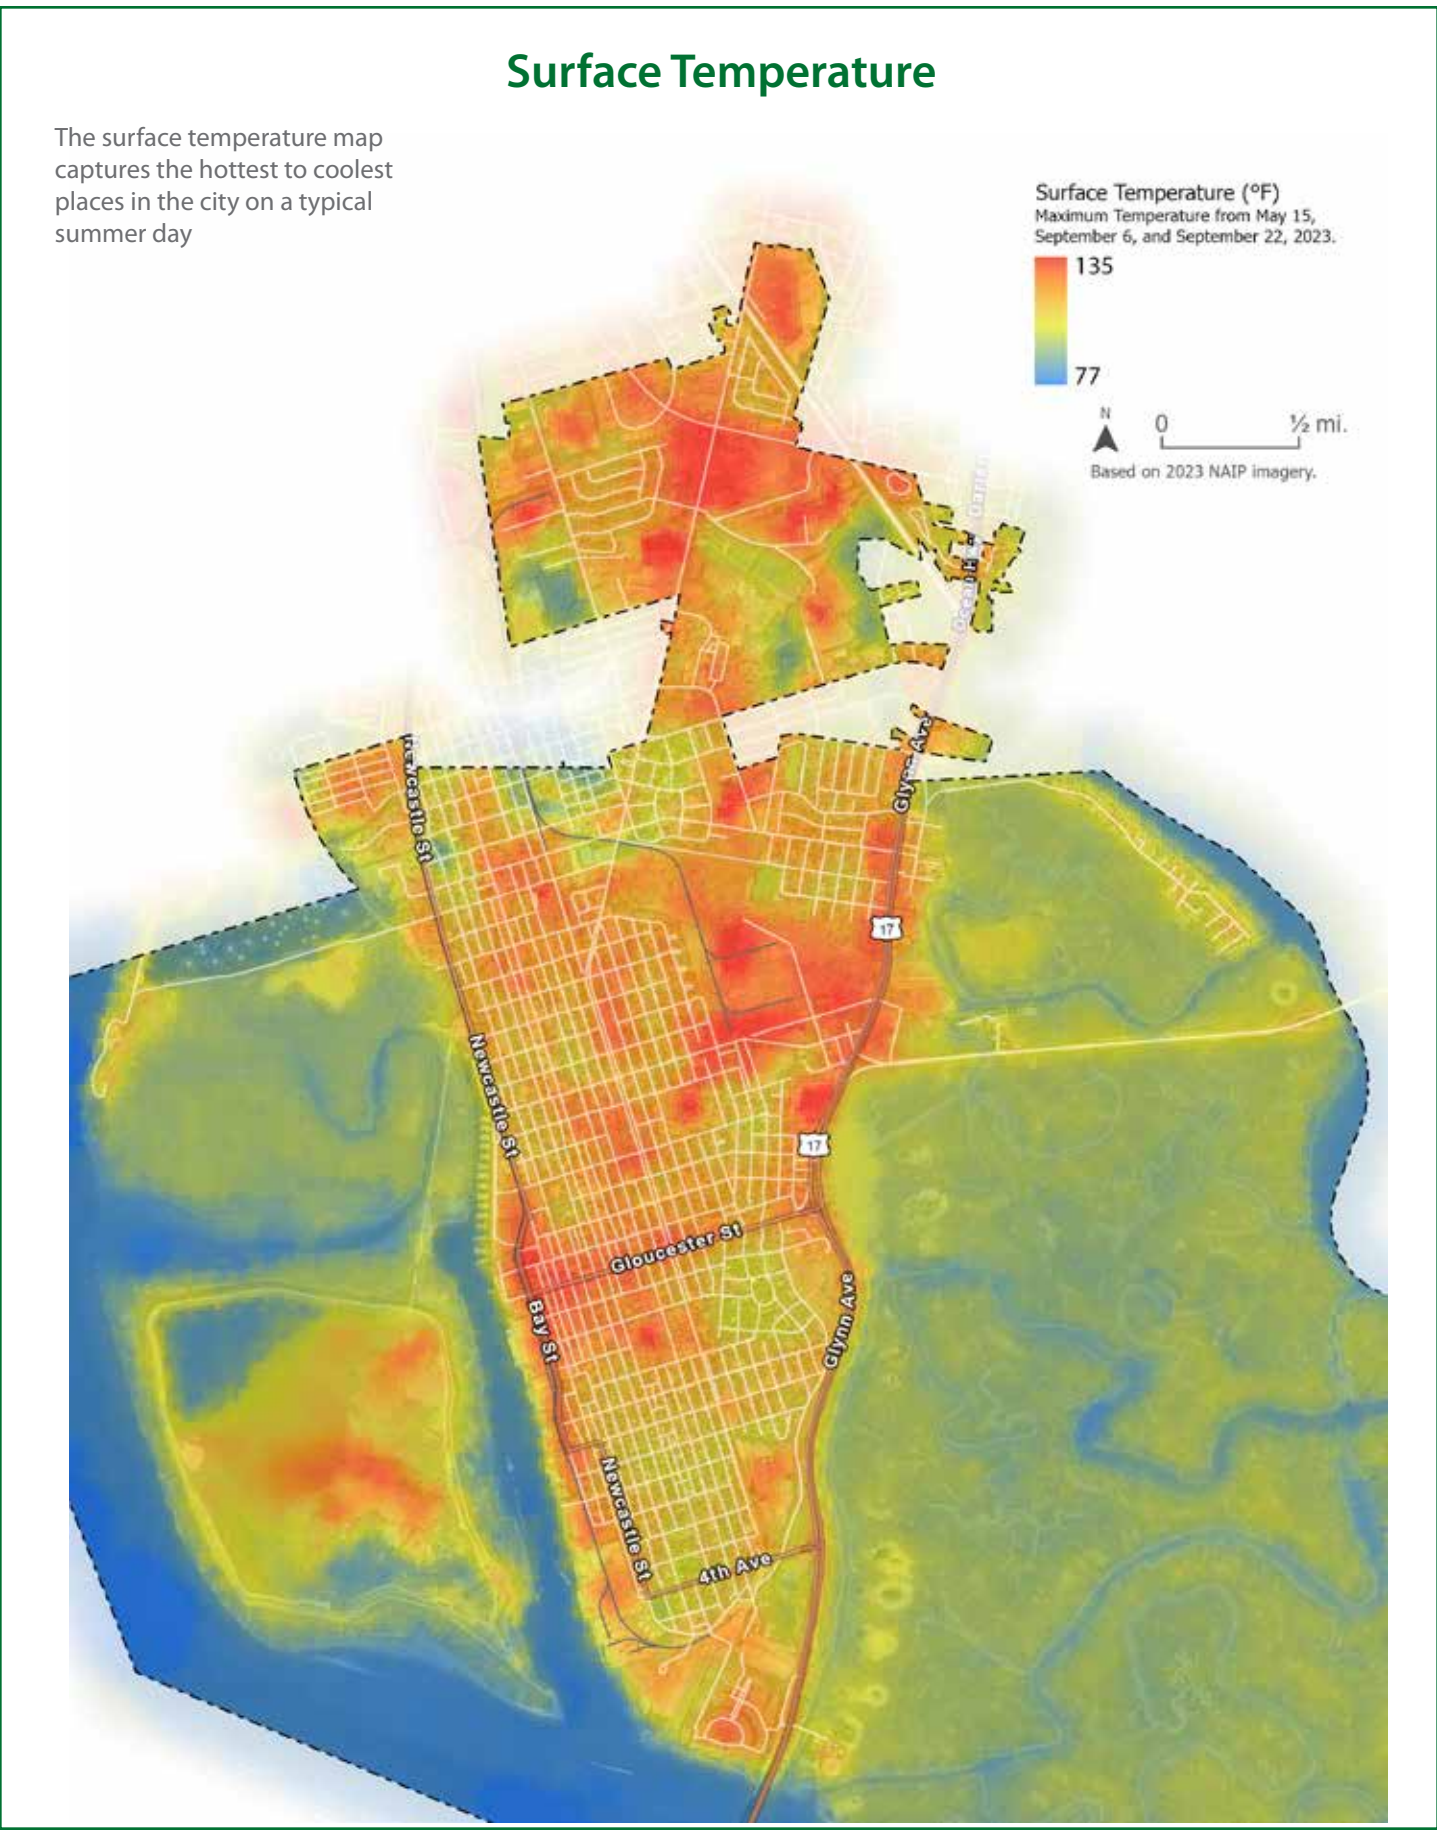 Surface Temperature
The surface temperature map
captures the hottest to coolest
places in the city on a typical
summer day
Surface Temperature (°F)
Maximum Temperature from May 15,
September 6, and September 22, 2023.
135
77
N
0
½ mi.
Based on 2023 NAIP imagery.
Ocean Hwy
Glynn Ave
Newcastle St
17
Newcastle St
17
Gloucester St
Bay St
Glynn Ave
Newcastle St
4th Ave